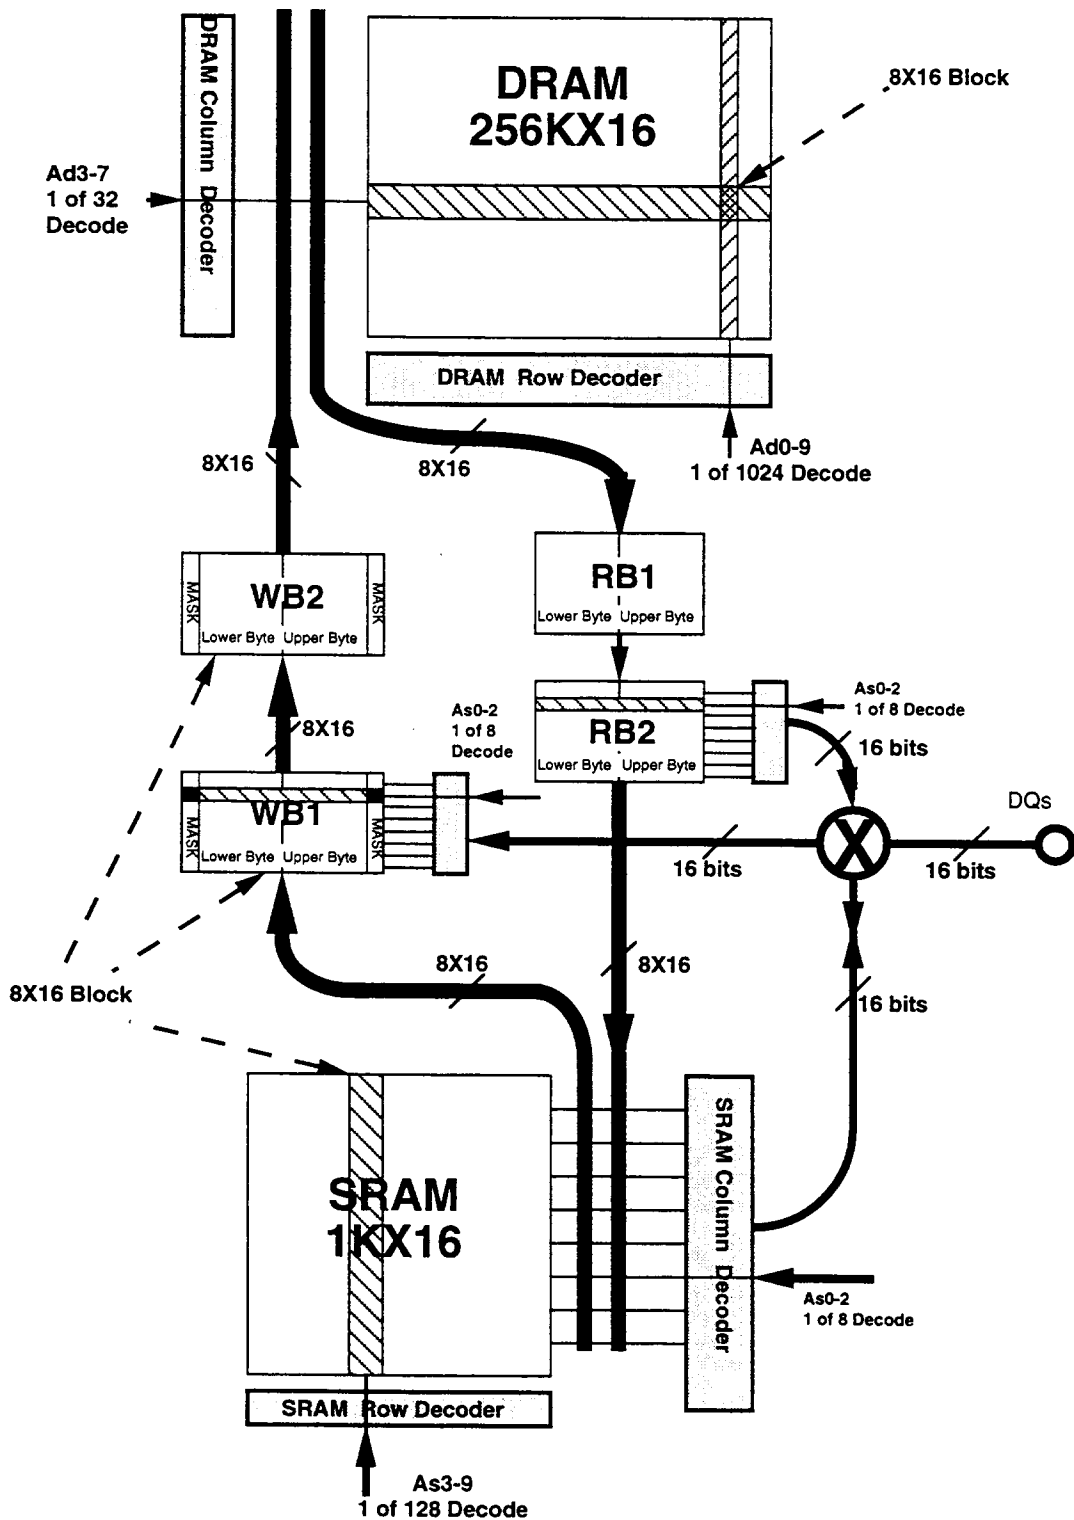 DRAM Column Decoder
DRAM
256KX16
8X16 Block
Ad3-7
1 of 32
Decode
DRAM Row Decoder
Ad0-9
1 of 1024 Decode
8X16
8X16
WB2
MASK
MASK
Lower Byte Upper Byte
RB1
Lower Byte Upper Byte
As0-2
1 of 8
Decode
8X16
RB2
Lower Byte Upper Byte
As0-2
1 of 8 Decode
16 bits
WB1
MASK
MASK
Lower Byte Upper Byte
X
DQs
16 bits
16 bits
8X16
8X16
8X16 Block
16 bits
SRAM
1KX16
SRAM Column Decoder
As0-2
1 of 8 Decode
SRAM Row Decoder
As3-9
1 of 128 Decode